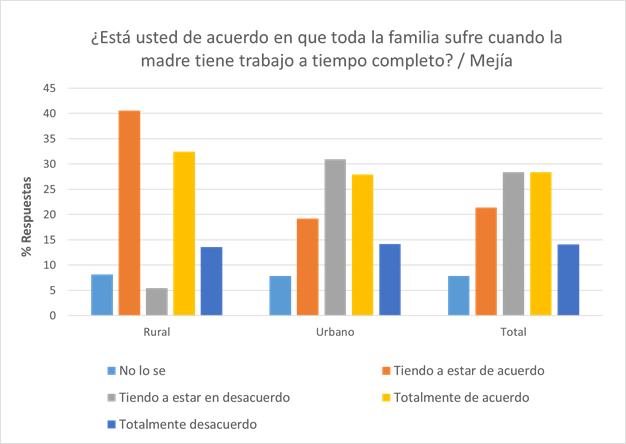 ¿Está usted de acuerdo en que toda la familia sufre cuando la
madre tiene trabajo a tiempo completo? / Mejía
% Respuestas
45
40
35
30
25
20
15
10
5
0
Rural
Urbano
Total
No lo se
Tiendo a estar de acuerdo
Tiendo a estar en desacuerdo
Totalmente de acuerdo
Totalmente desacuerdo